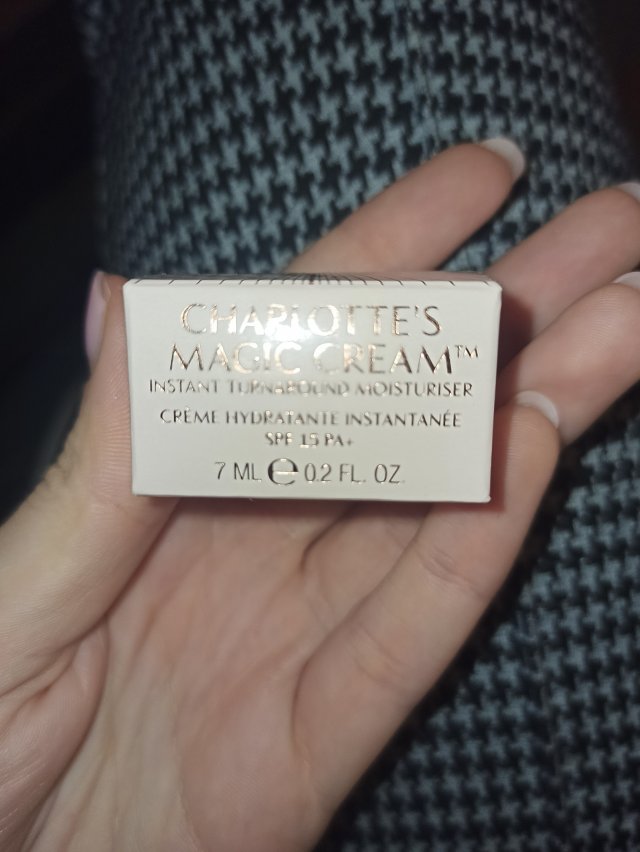 CHARLOTTE'S
MAGIC CREAM™
INSTANT TURNAROUND MOISTURISER
CRÈME HYDRATANTE INSTANTANÉE
SPF 15 PA+
7 ML ℮ 0.2 FL. OZ.